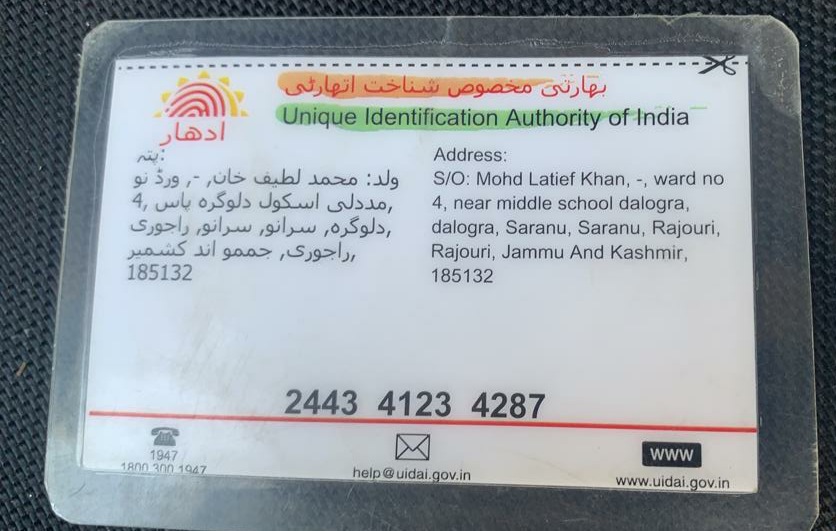 بھارتی مخصوص شناخت اتھارٹی
Unique Identification Authority of India
ادھار
پتہ:
ولد: محمد لطیف خان, -, ورڈ نو
4, مڈدلی اسکول دلوگرہ پاس,
دلوگرہ, سرانو, سرانو, راجوری,
راجوری, جممو اند کشمیر,
185132
Address:
S/O: Mohd Latief Khan, -, ward no
4, near middle school dalogra,
dalogra, Saranu, Saranu, Rajouri,
Rajouri, Jammu And Kashmir,
185132
2443 4123 4287
1947
1800 300 1947
help@uidai.gov.in
WWW
www.uidai.gov.in